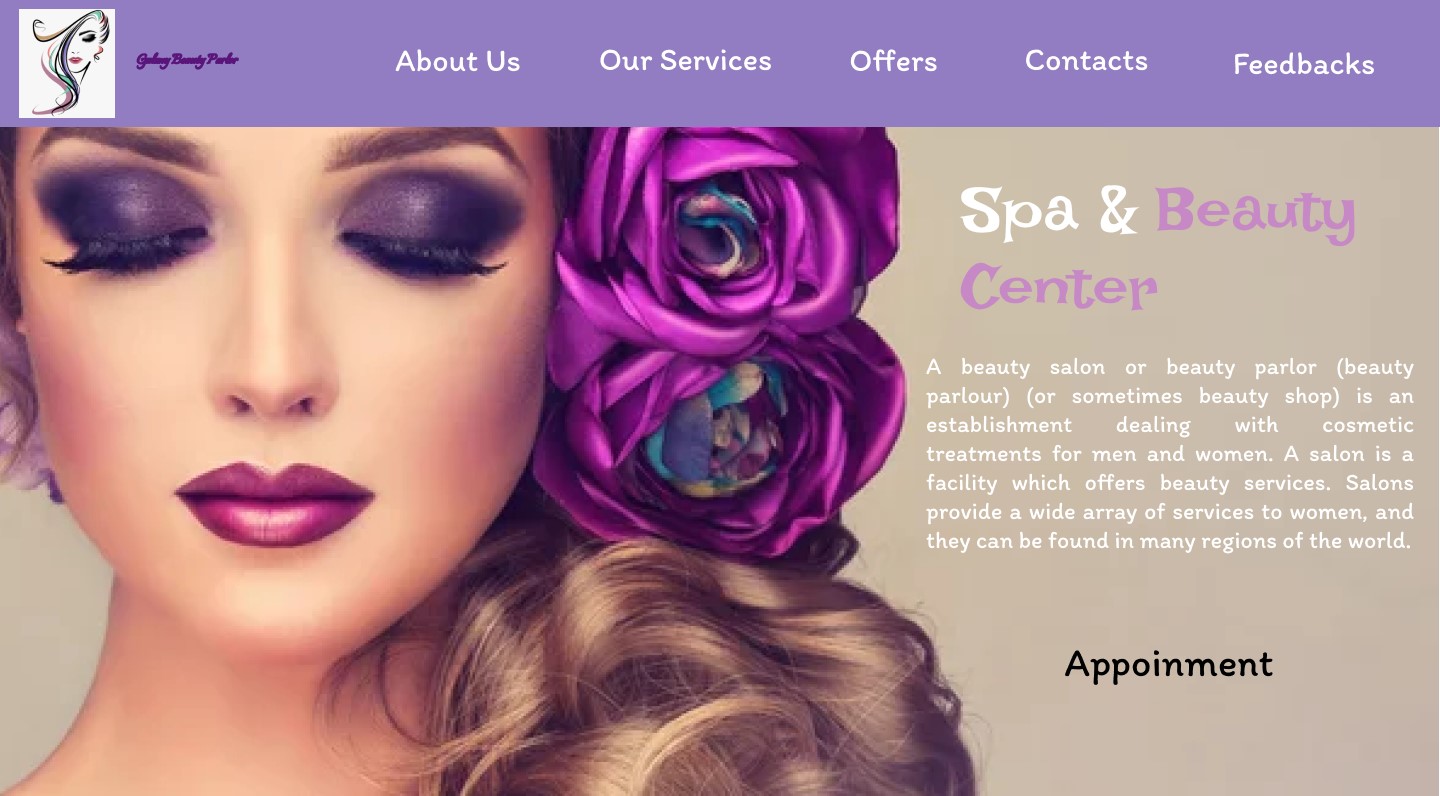 Galaxy Beauty Parlor
About Us
Our Services
Offers
Contacts
Feedbacks
Spa & Beauty
Center
A beauty salon or beauty parlor (beauty
parlour) (or sometimes beauty shop) is an
establishment dealing with cosmetic
treatments for men and women. A salon is a
facility which offers beauty services. Salons
provide a wide array of services to women, and
they can be found in many regions of the world.
Appoinment